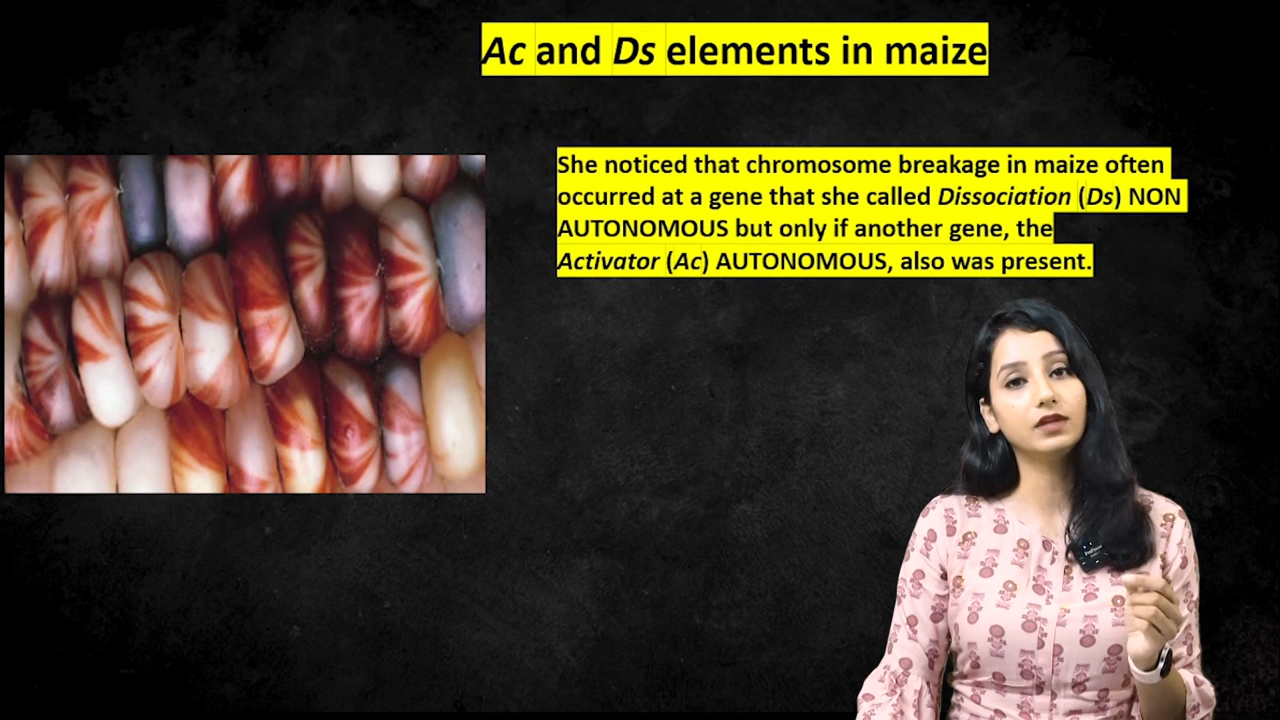 Ac and Ds elements in maize
She noticed that chromosome breakage in maize often
occurred at a gene that she called Dissociation (Ds) NON
AUTONOMOUS but only if another gene, the
Activator (Ac) AUTONOMOUS, also was present.